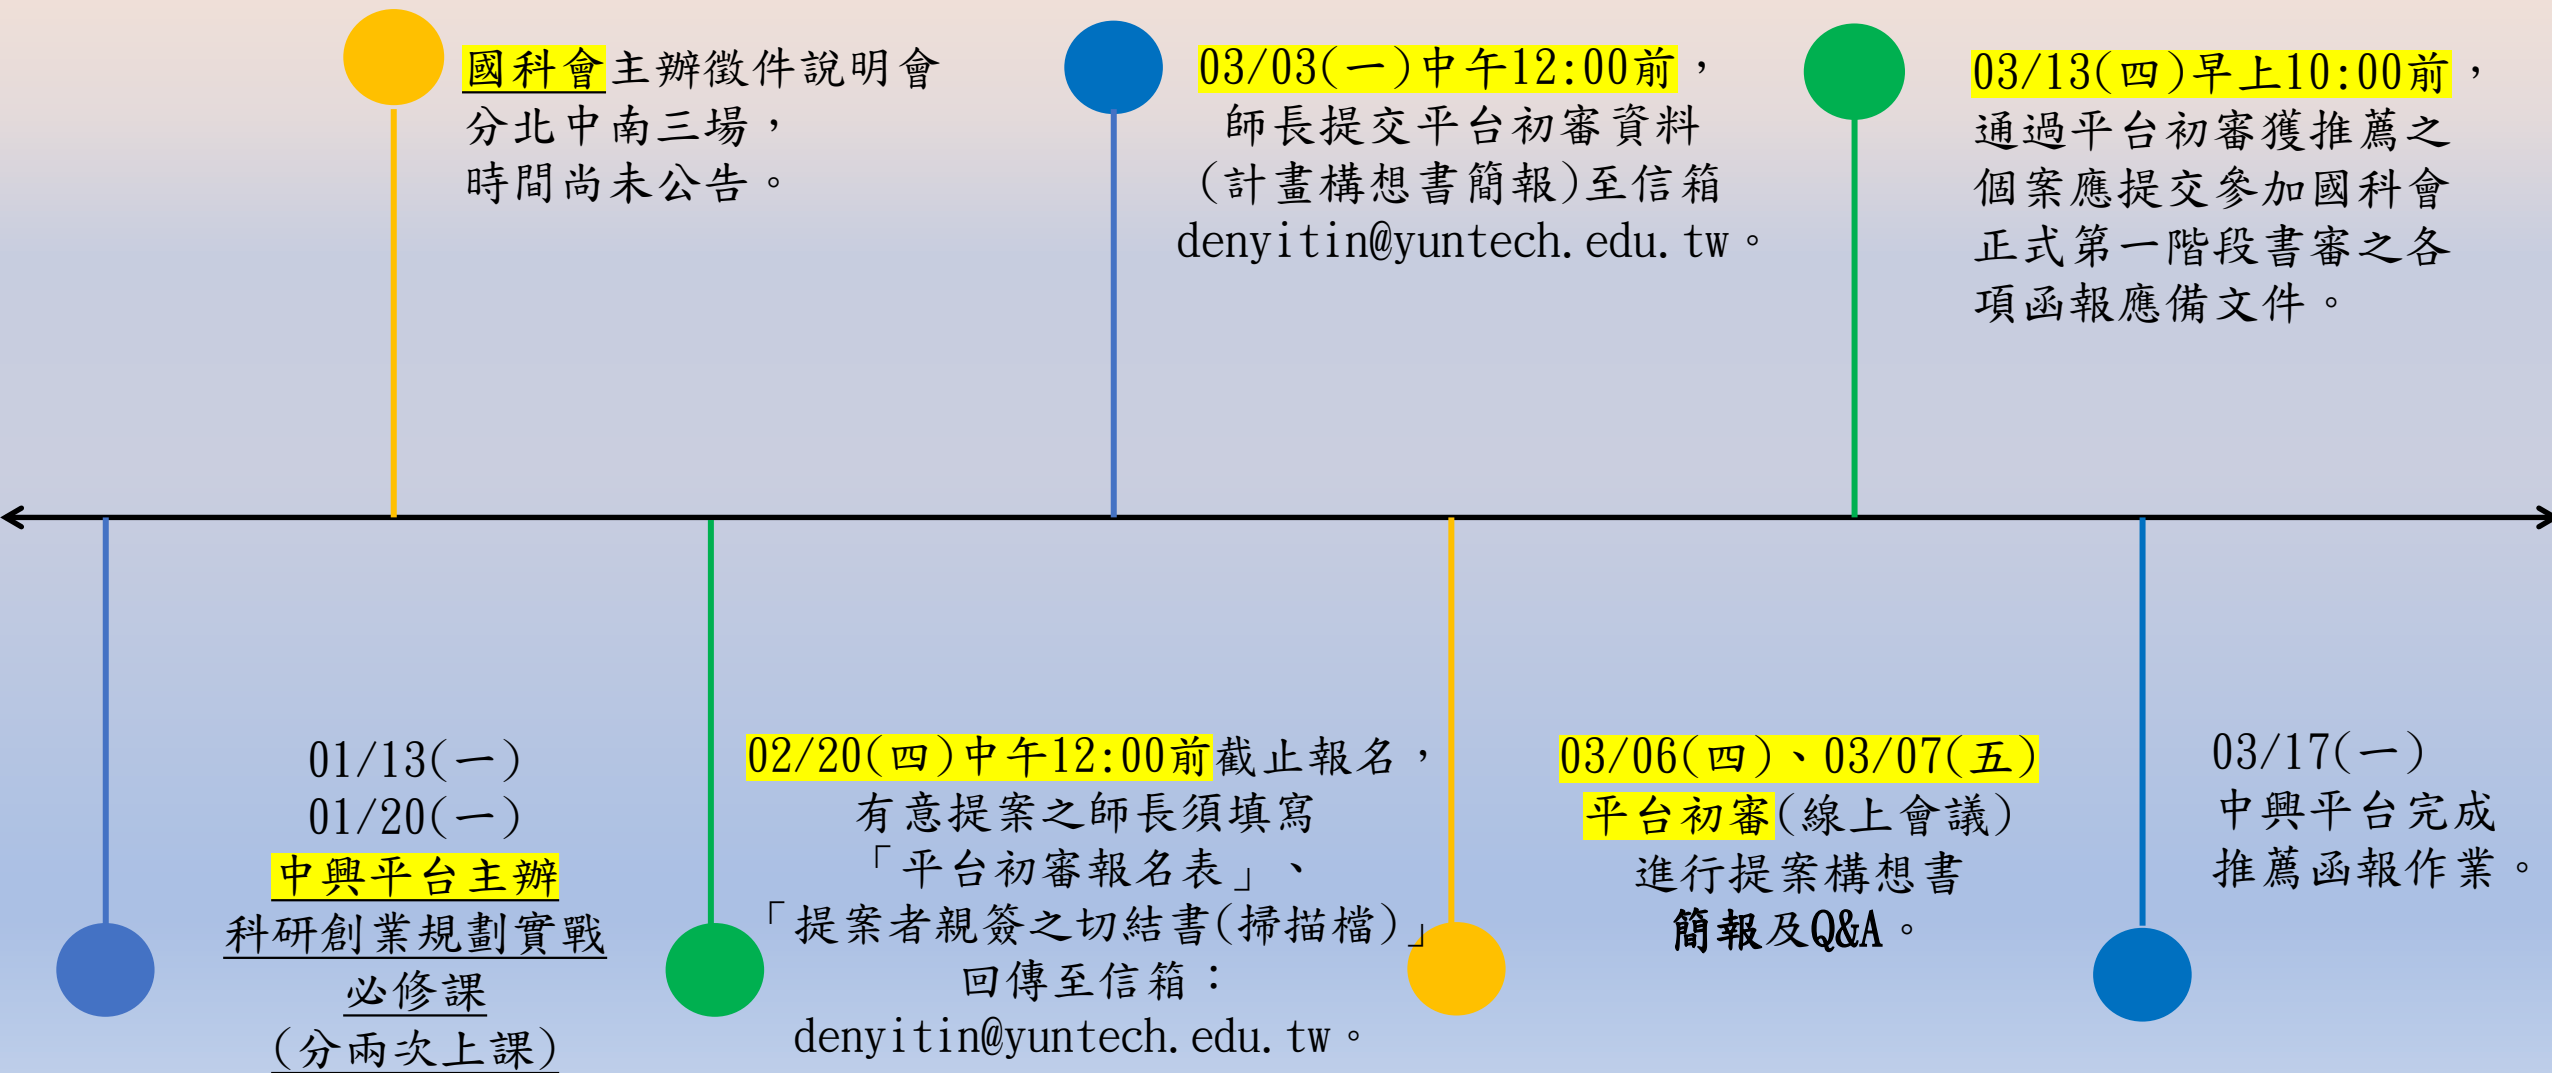 國科會主辦徵件說明會
分北中南三場，
時間尚未公告。
03/03(一)中午12:00前，
師長提交平台初審資料
(計畫構想書簡報)至信箱
denyitin@yuntech.edu.tw。
03/13(四)早上10:00前，
通過平台初審獲推薦之
個案應提交參加國科會
正式第一階段書審之各
項函報應備文件。
01/13(一)
01/20(一)
中興平台主辦
科研創業規劃實戰
必修課
(分兩次上課)
02/20(四)中午12:00前截止報名，
有意提案之師長須填寫
「平台初審報名表」、
「提案者親簽之切結書(掃描檔)」
回傳至信箱：
denyitin@yuntech.edu.tw。
03/06(四)、03/07(五)
平台初審(線上會議)
進行提案構想書
簡報及Q&A。
03/17(一)
中興平台完成
推薦函報作業。